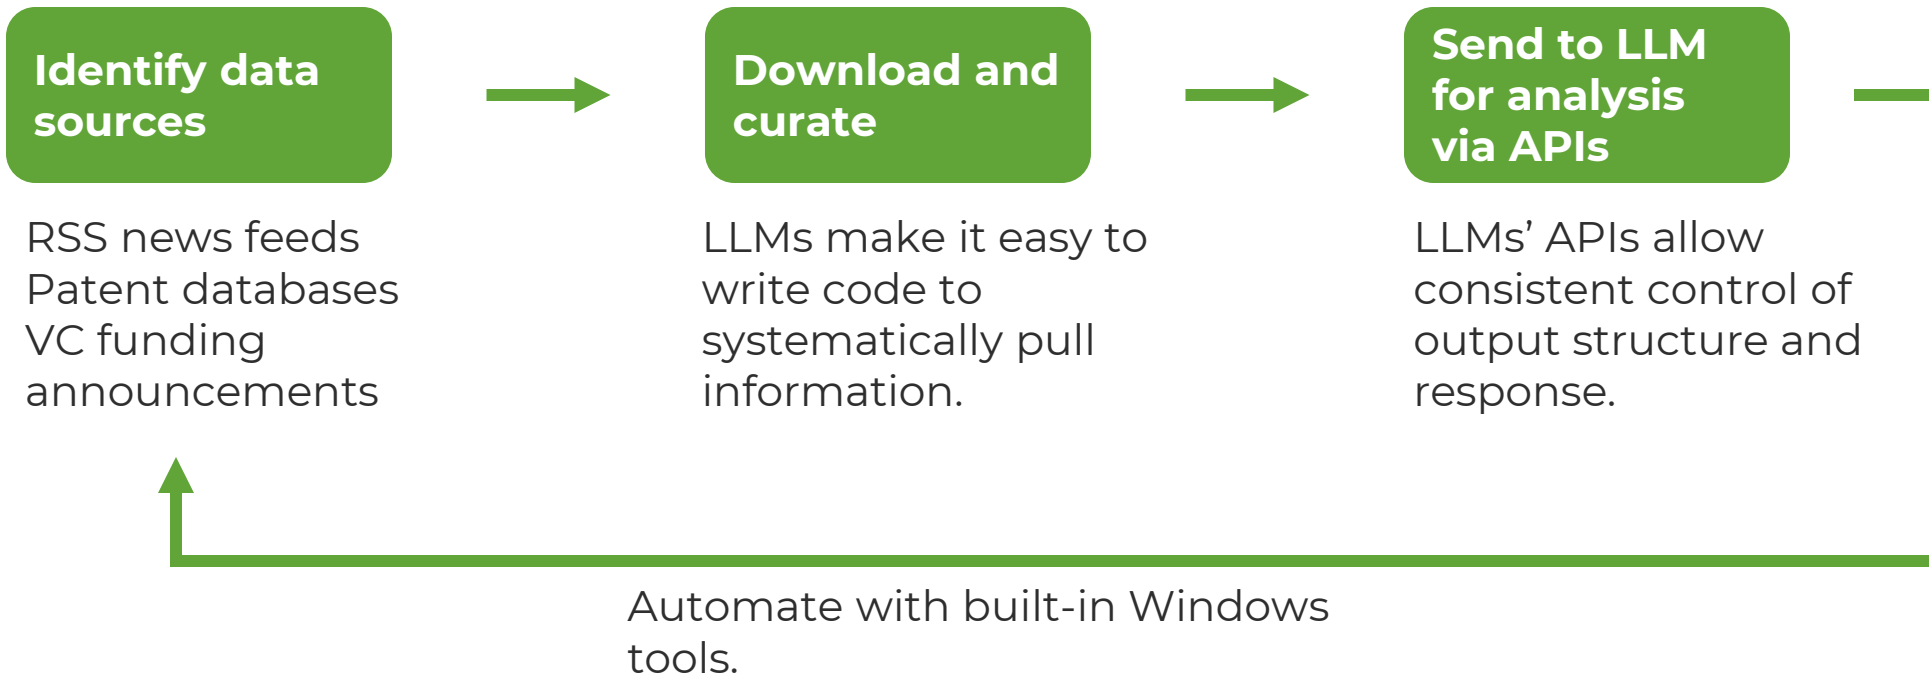 Identify data
sources
Download and
curate
Send to LLM
for analysis
via APIs
RSS news feeds
Patent databases
VC funding
announcements
LLMs make it easy to
write code to
systematically pull
information.
LLMs’ APIs allow
consistent control of
output structure and
response.
Automate with built-in Windows
tools.